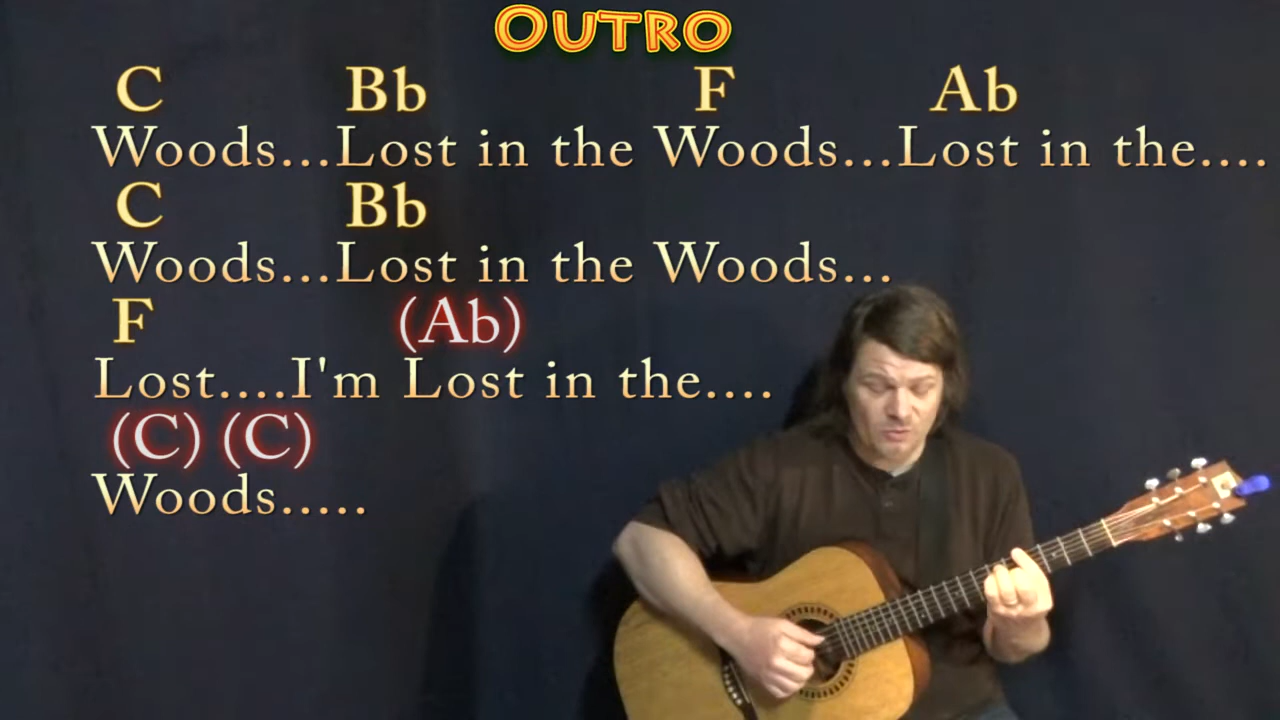 OUTRO
C Bb F Ab
Woods...Lost in the Woods...Lost in the....
C Bb
Woods...Lost in the Woods...
F (Ab)
Lost....I'm Lost in the....
(C) (C)
Woods.....